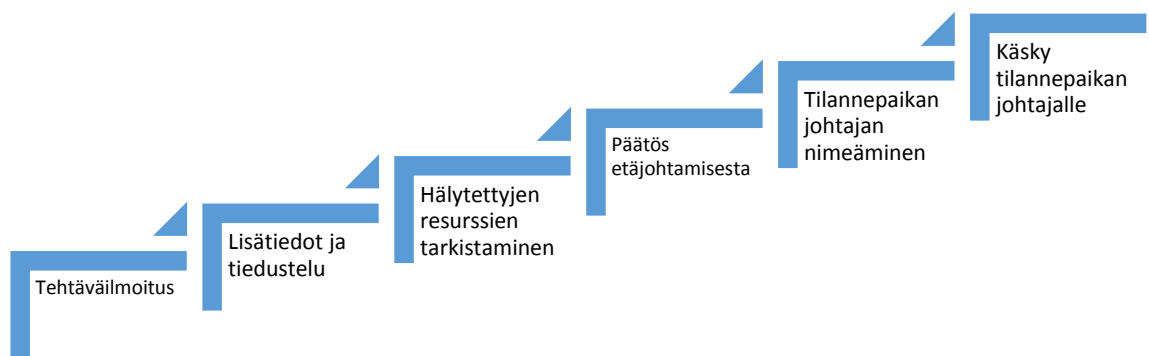 Tehtäväilmoitus
Lisätiedot ja
tiedustelu
Hälytettyjen
resurssien
tarkistaminen
Päätös
etäjohtamisesta
Tilannepaikan
johtajan
nimeäminen
Käsky
tilannepaikan
johtajalle